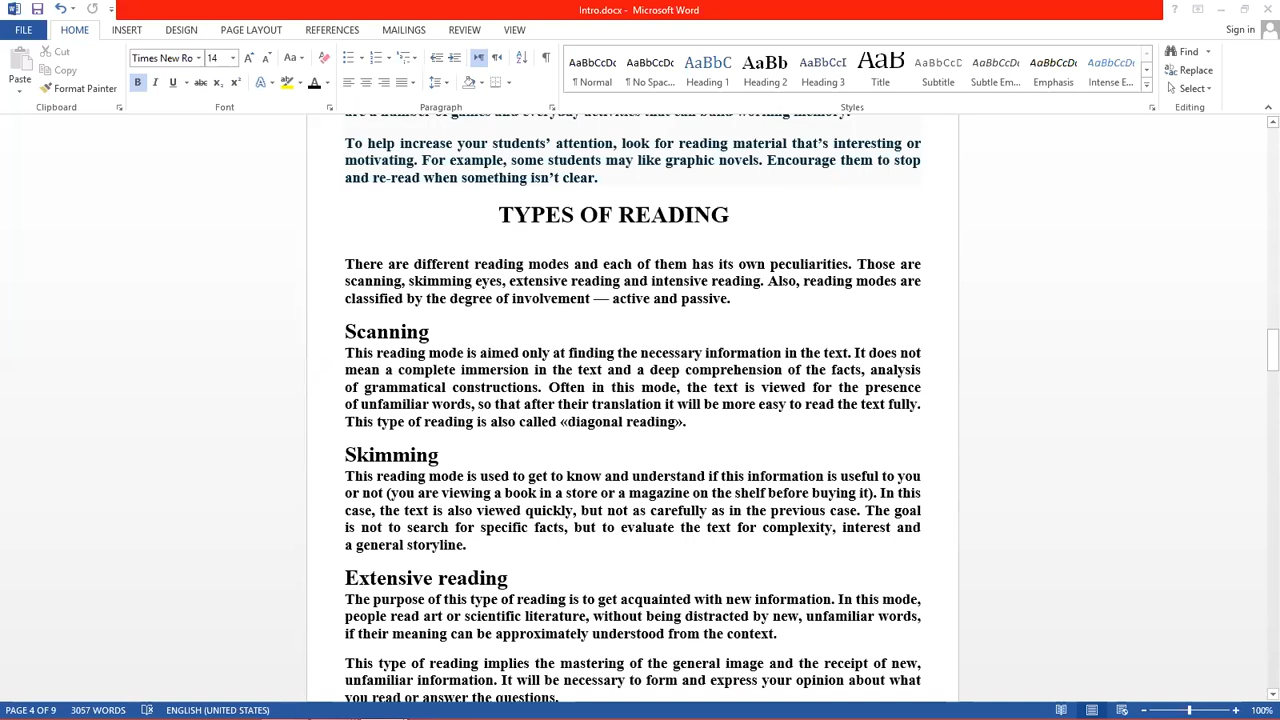 Intro.docx - Microsoft Word
Sign in
FILE HOME INSERT DESIGN PAGE LAYOUT REFERENCES MAILINGS REVIEW VIEW
Paste
Cut
Copy
Format Painter
Clipboard
Times New Ro 14
Font
Paragraph
AaBbCcDc AaBbCcDc AaBbC AaBb AaBbCcI AaB AaBbCcD AaBbCcDc AaBbCcDc AaBbCcDc
¶ Normal ¶ No Spac... Heading 1 Heading 2 Heading 3 Title Subtitle Subtle Em... Emphasis Intense E...
Styles
Find
Replace
Select
Editing
are a number of games and everyday activities that can build working memory.
To help increase your students’ attention, look for reading material that’s interesting or
motivating. For example, some students may like graphic novels. Encourage them to stop
and re-read when something isn’t clear.
TYPES OF READING
There are different reading modes and each of them has its own peculiarities. Those are
scanning, skimming eyes, extensive reading and intensive reading. Also, reading modes are
classified by the degree of involvement — active and passive.
Scanning
This reading mode is aimed only at finding the necessary information in the text. It does not
mean a complete immersion in the text and a deep comprehension of the facts, analysis
of grammatical constructions. Often in this mode, the text is viewed for the presence
of unfamiliar words, so that after their translation it will be more easy to read the text fully.
This type of reading is also called «diagonal reading».
Skimming
This reading mode is used to get to know and understand if this information is useful to you
or not (you are viewing a book in a store or a magazine on the shelf before buying it). In this
case, the text is also viewed quickly, but not as carefully as in the previous case. The goal
is not to search for specific facts, but to evaluate the text for complexity, interest and
a general storyline.
Extensive reading
The purpose of this type of reading is to get acquainted with new information. In this mode,
people read art or scientific literature, without being distracted by new, unfamiliar words,
if their meaning can be approximately understood from the context.
This type of reading implies the mastering of the general image and the receipt of new,
unfamiliar information. It will be necessary to form and express your opinion about what
you read or answer the questions.
PAGE 4 OF 9 3057 WORDS ENGLISH (UNITED STATES) 100%